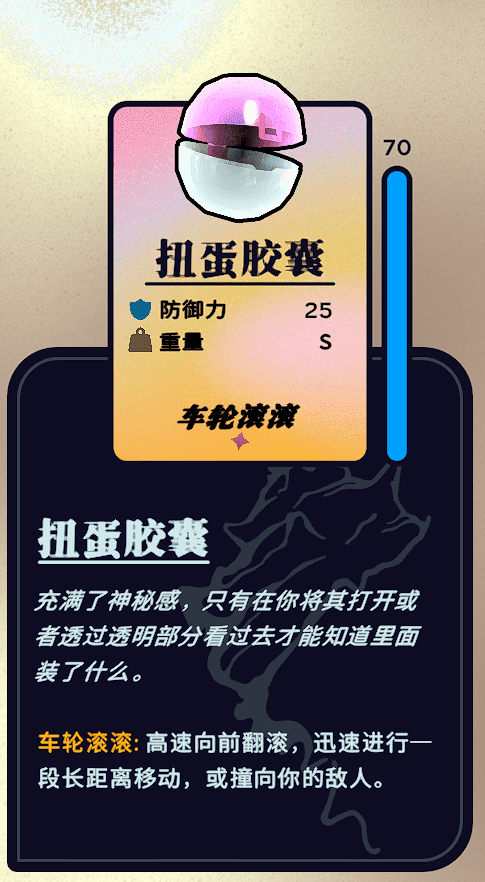 70
扭蛋胶囊
防御力 25
重量 S
车轮滚滚
扭蛋胶囊
充满了神秘感，只有在你将其打开或
者透过透明部分看过去才能知道里面
装了什么。
车轮滚滚: 高速向前翻滚，迅速进行一
段长距离移动，或撞向你的敌人。